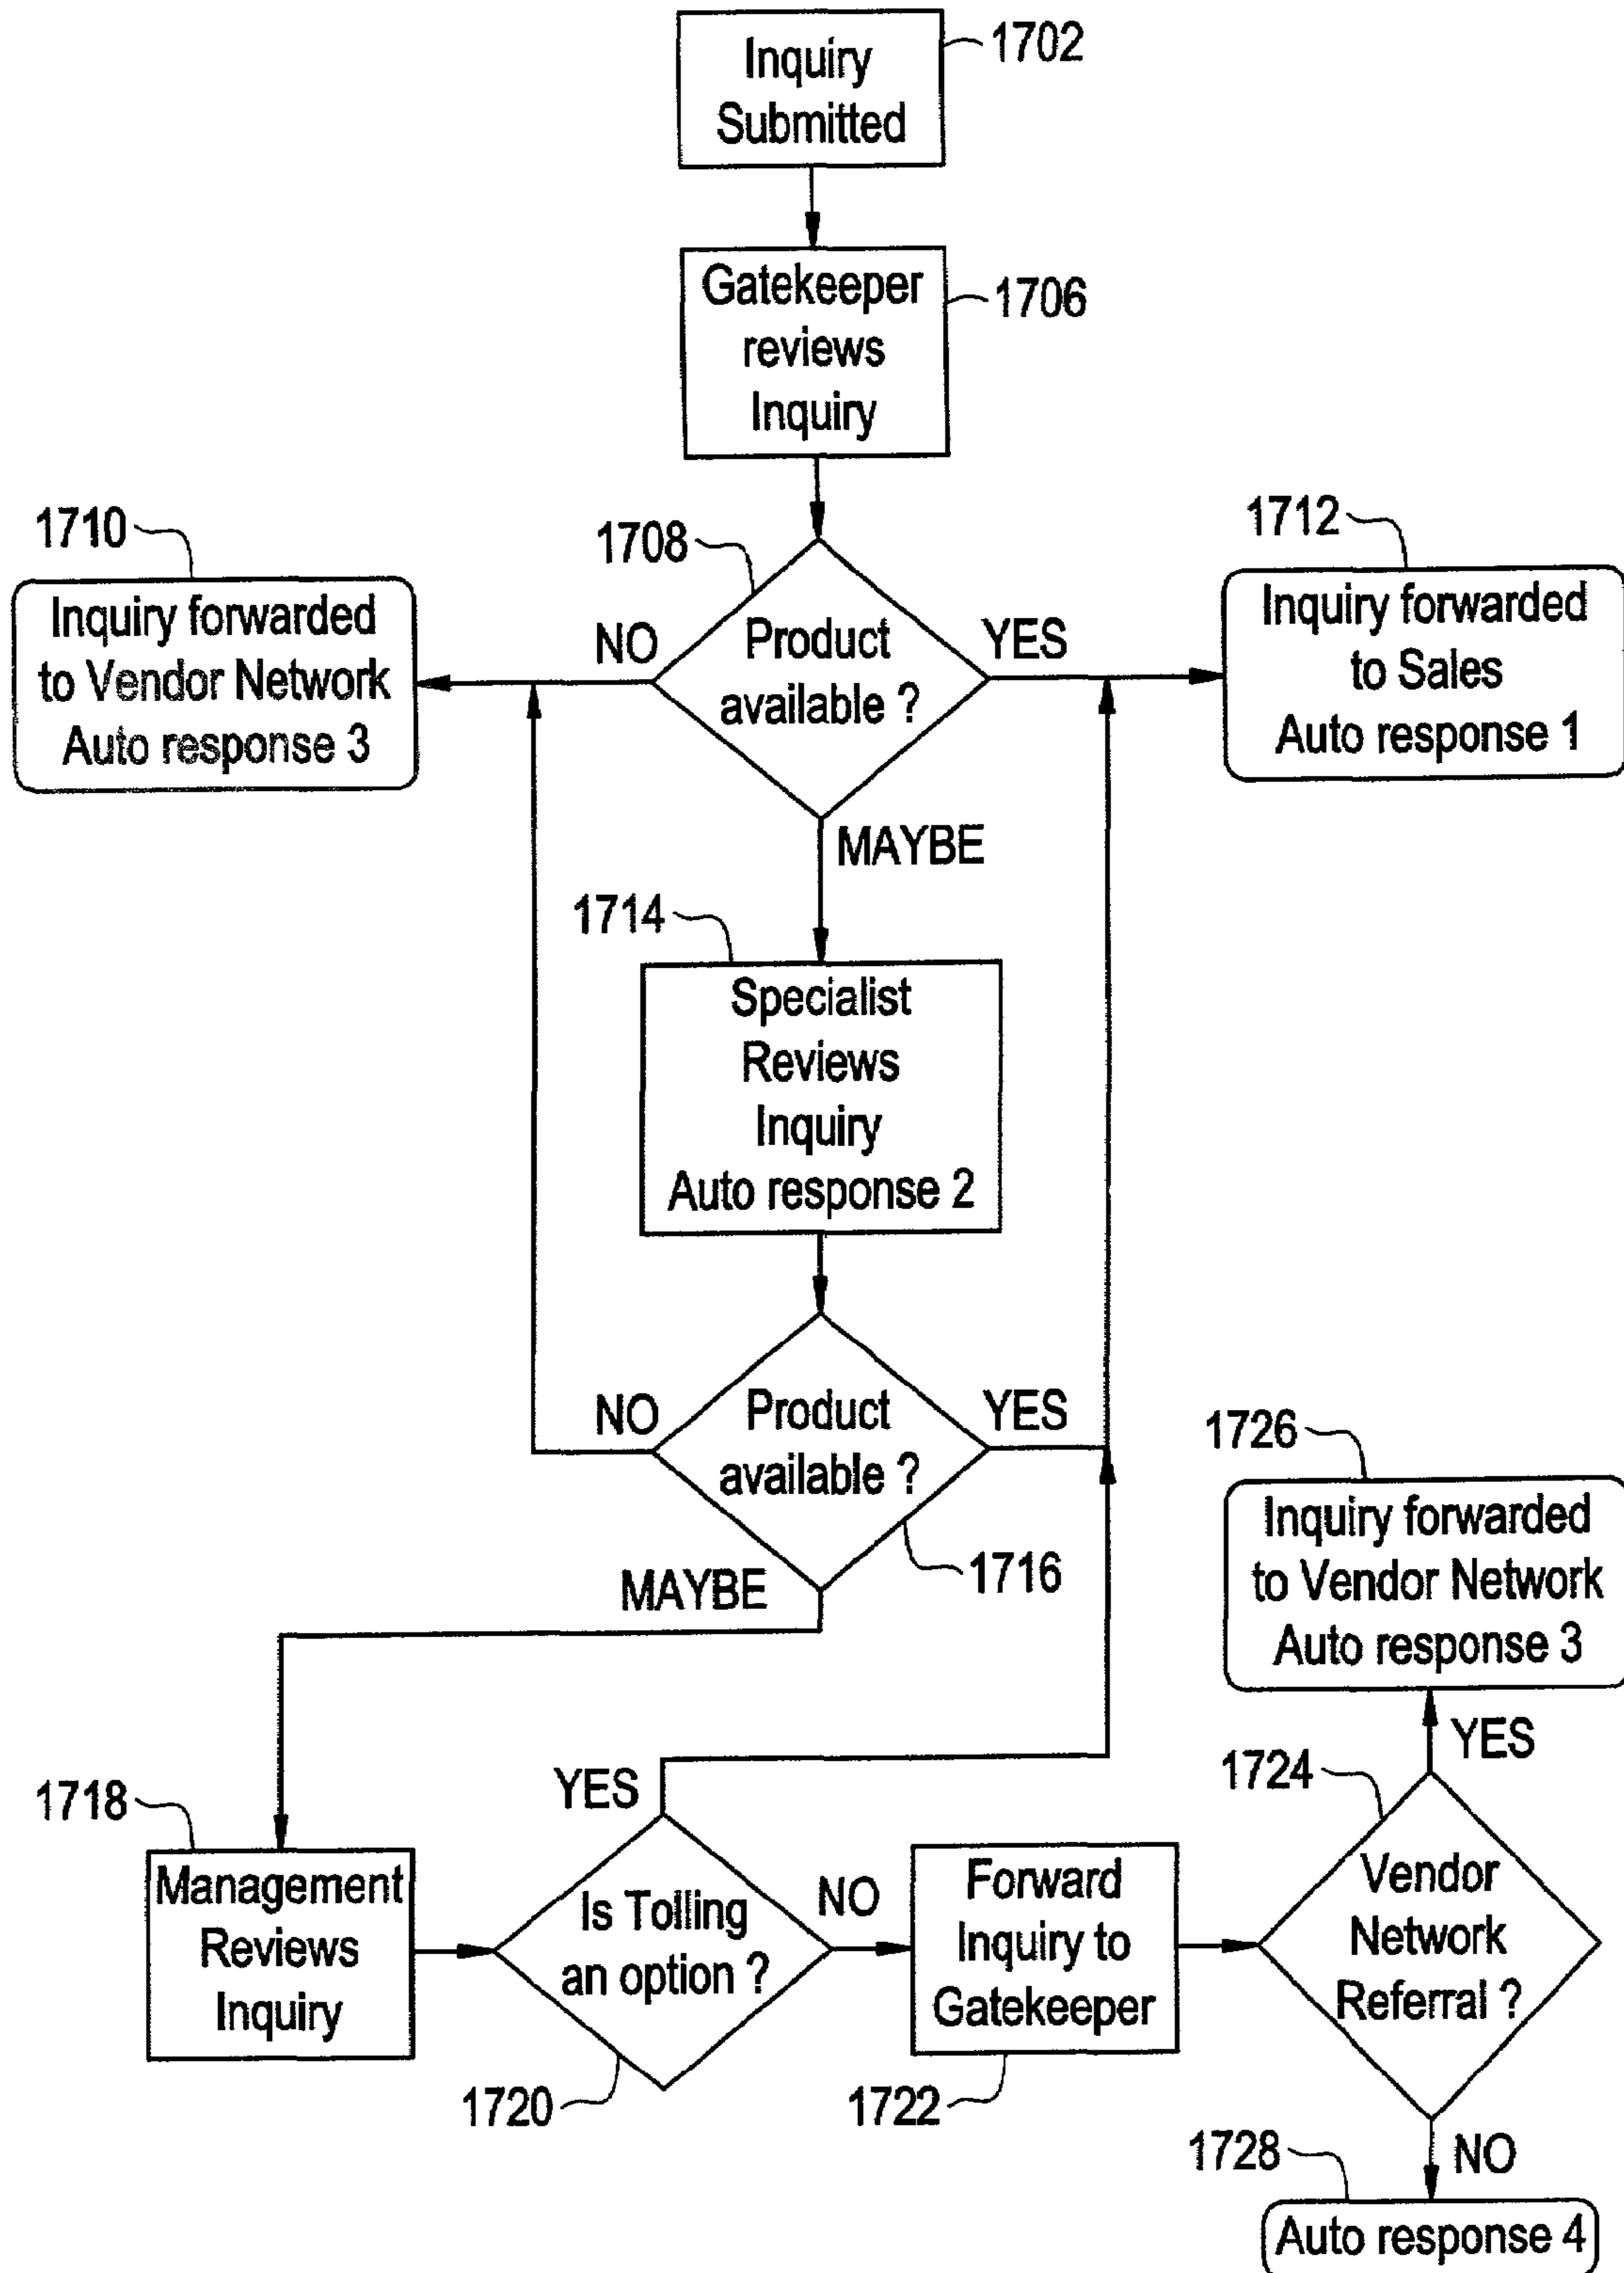 Inquiry
Submitted
1702
Gatekeeper
reviews
Inquiry
1706
1710
Inquiry forwarded
to Vendor Network
Auto response 3
1708
NO
Product
available ?
YES
1712
Inquiry forwarded
to Sales
Auto response 1
MAYBE
1714
Specialist
Reviews
Inquiry
Auto response 2
NO
Product
available ?
YES
1716
MAYBE
1726
Inquiry forwarded
to Vendor Network
Auto response 3
YES
1718
Management
Reviews
Inquiry
YES
Is Tolling
an option ?
1720
NO
Forward
Inquiry to
Gatekeeper
1722
1724
Vendor
Network
Referral ?
NO
1728
Auto response 4